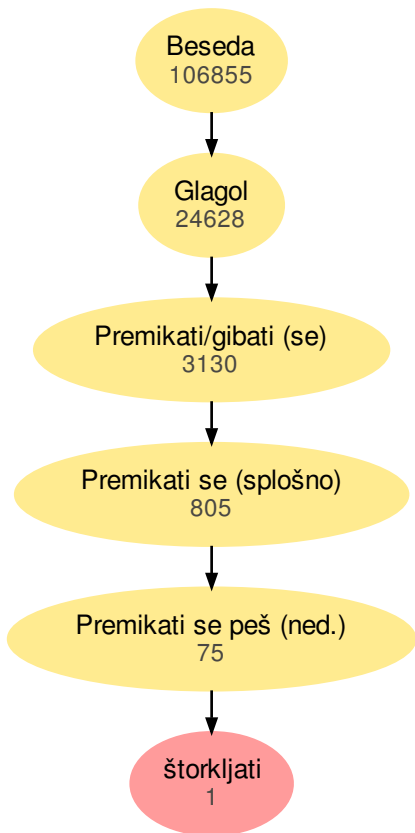 Beseda
106855
Glagol
24628
Premikati/gibati (se)
3130
Premikati se (splošno)
805
Premikati se peš (ned.)
75
štorkljati
1